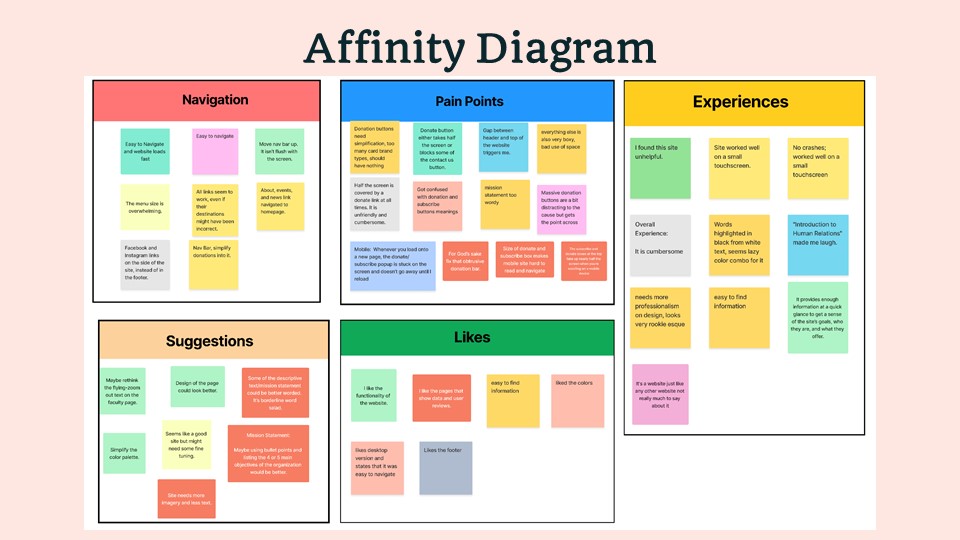 Affinity Diagram
Navigation
Easy to Navigate
and website loads
fast
Easy to navigate
Move nav bar up.
It isn't flush with
the screen.
The menu size is
overwhelming.
All links seem to
work, even if
their
destinations
might have been
incorrect.
About, events,
and news link
navigated to
homepage.
Facebook and
Instagram links
on the side of the
site, instead of in
the footer.
Nav Bar; simplify
donations into it.
Pain Points
Donation buttons
need
simplification, too
many card brand
types, should
have nothing
Donate button
either takes half
the screen or
blocks some of
the contact us
button.
Gap between
header and top of
the website
triggers me.
everything else is
also very boxy,
bad use of space
Half the screen is
covered by a
donate link at all
times. It is
unfriendly and
cumbersome.
Got confused
with donation and
subscribe
buttons meanings
mission
statement too
wordy
Massive donation
buttons are a bit
distracting to the
cause but gets
the point across
Mobile: Whenever you load onto
a new page, the donate/
subscribe popup is stuck on the
screen and doesn't go away until I
reload
For God's sake
fix that obtrusive
donation bar.
Side of donate and
subscribe box makes
mobile site hard to
read and navigate
Experiences
I found this site
unhelpful.
Site worked well
on a small
touchscreen.
No crashes;
worked well on a
small
touchscreen
Overall
Experience:
It is cumbersome
Words
highlighted in
black from white
text, seems lazy
color combo for it
"Introduction to
Human Relations"
made me laugh.
needs more
professionalism
on design, looks
very rookie esque
easy to find
information
It provides enough
information at a quick
glance to get a sense
of the site's goals, who
they are, and what they
offer.
It's a website just like
any other website not
really much to say
about it
Suggestions
Maybe rethink
the flying-zoom
out text on the
faculty page.
Design of the page
could look better.
Some of the descriptive
text/mission statement
could be better worded.
It's borderline word
salad.
Simplify the
color palette.
Seems like a good
site but might
need some fine
tuning.
Mission Statement:
Maybe using bullet points and
listing the 4 or 5 main
objectives of the organization
would be better.
Site needs more
imagery and less text.
Likes
I like the
functionality of
the website.
I like the pages that
show data and user
reviews.
easy to find
information
liked the colors
likes desktop
version and
states that it was
easy to navigate
Likes the footer